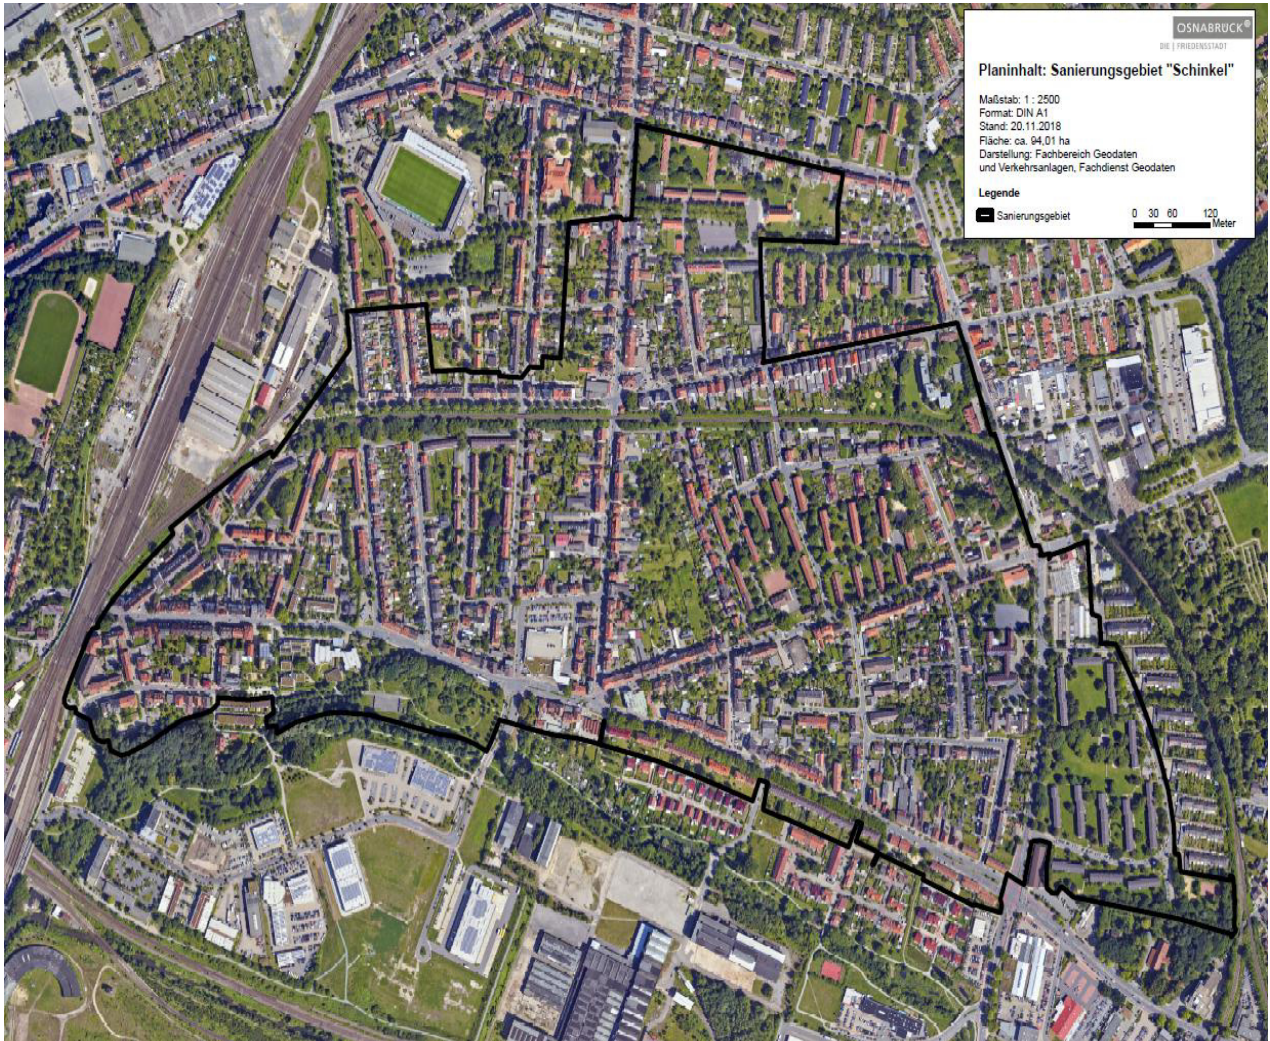 OSNABRÜCK®
DIE | FRIEDENSSTADT
Planinhalt: Sanierungsgebiet "Schinkel"
Maßstab: 1 : 2500
Format: DIN A1
Stand: 20.11.2018
Fläche: ca. 94,01 ha
Darstellung: Fachbereich Geodaten
und Verkehrsanlagen, Fachdienst Geodaten
Legende
Sanierungsgebiet
0 30 60 120
Meter